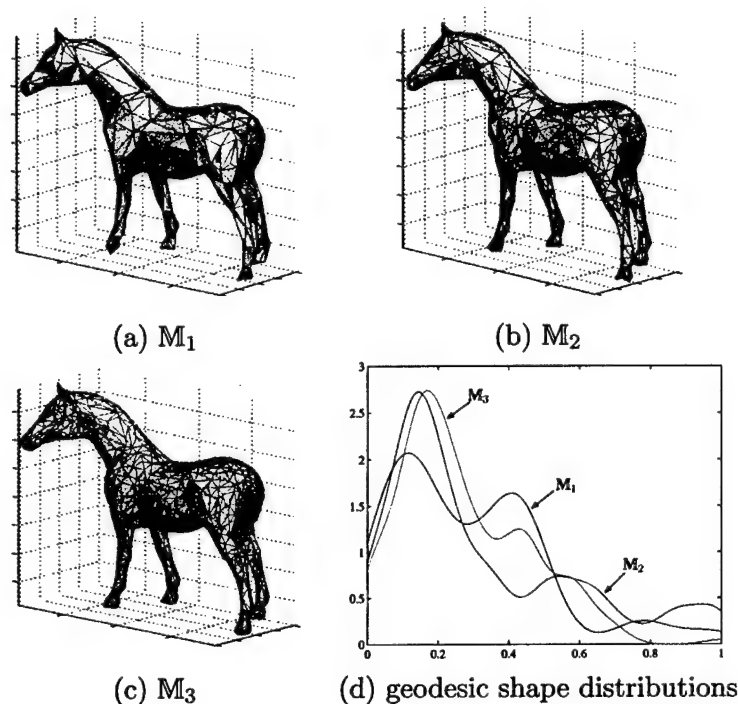 (a) 𝕄₁
(b) 𝕄₂
3
2.5
2
1.5
1
0.5
0
0
0.2
0.4
0.6
0.8
1
M₃
M₁
M₂
(c) 𝕄₃
(d) geodesic shape distributions